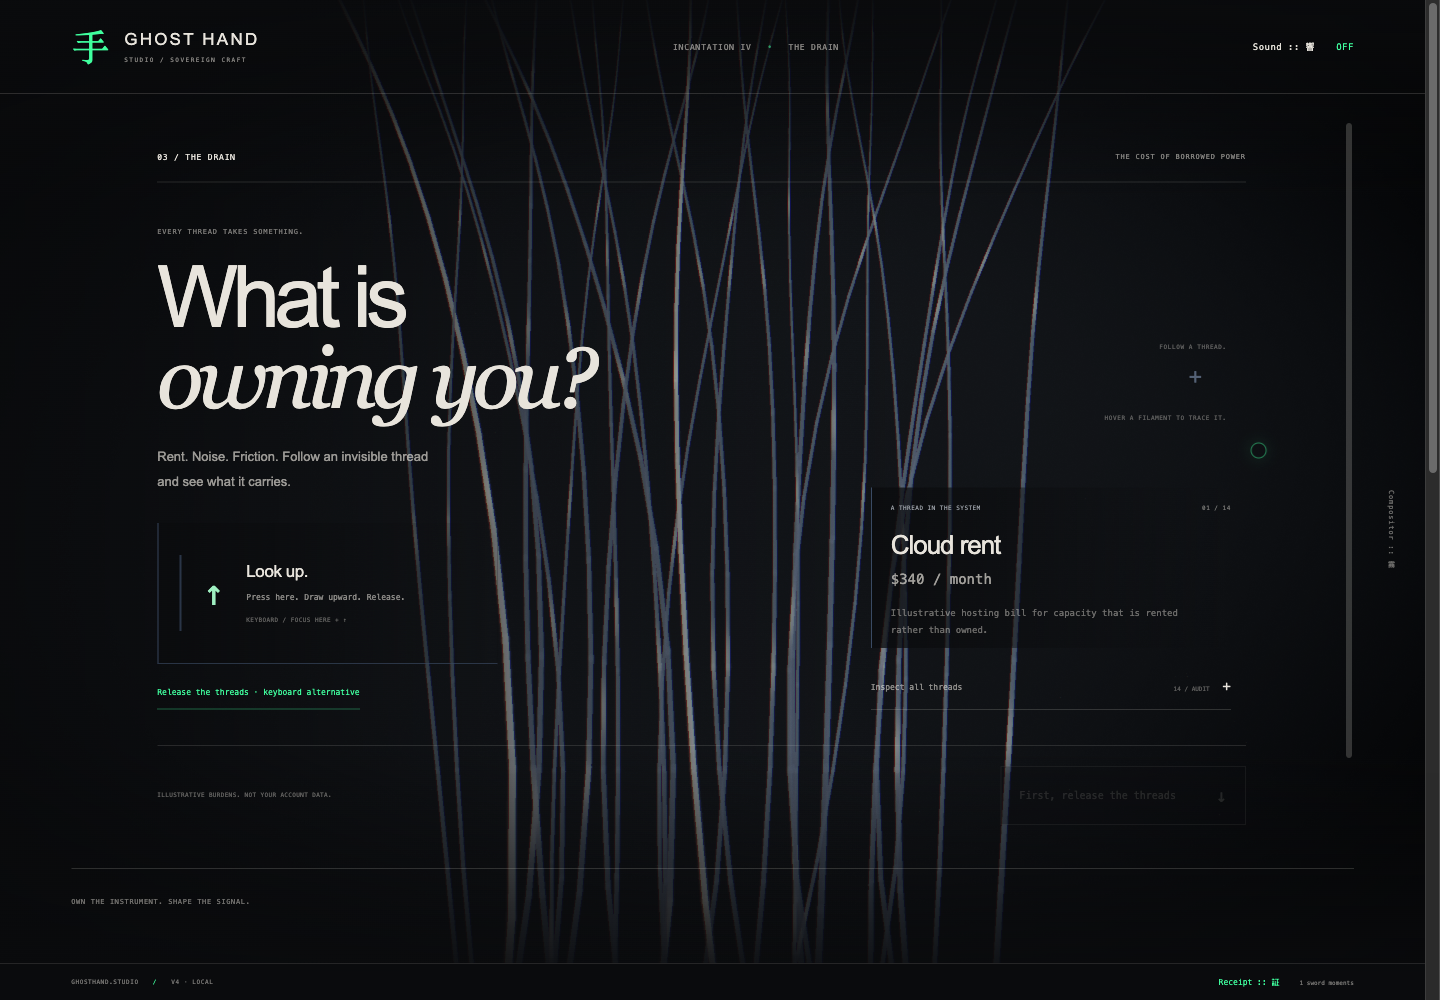 手 GHOST HAND
STUDIO / SOVEREIGN CRAFT
INCANTATION IV • THE DRAIN
Sound :: 響 OFF
03 / THE DRAIN
THE COST OF BORROWED POWER
EVERY THREAD TAKES SOMETHING.
What is
owning you?
Rent. Noise. Friction. Follow an invisible thread
and see what it carries.
Look up.
↑ Press here. Draw upward. Release.
KEYBOARD / FOCUS HERE + ↑
Release the threads · keyboard alternative
FOLLOW A THREAD.
+
HOVER A FILAMENT TO TRACE IT.
A THREAD IN THE SYSTEM 01 / 14
Cloud rent
$340 / month
Illustrative hosting bill for capacity that is rented
rather than owned.
Inspect all threads 14 / AUDIT +
ILLUSTRATIVE BURDENS. NOT YOUR ACCOUNT DATA.
First, release the threads ↓
Compositor ::
OWN THE INSTRUMENT. SHAPE THE SIGNAL.
GHOSTHAND.STUDIO / V4 · LOCAL
Receipt :: 証 1 sword moments